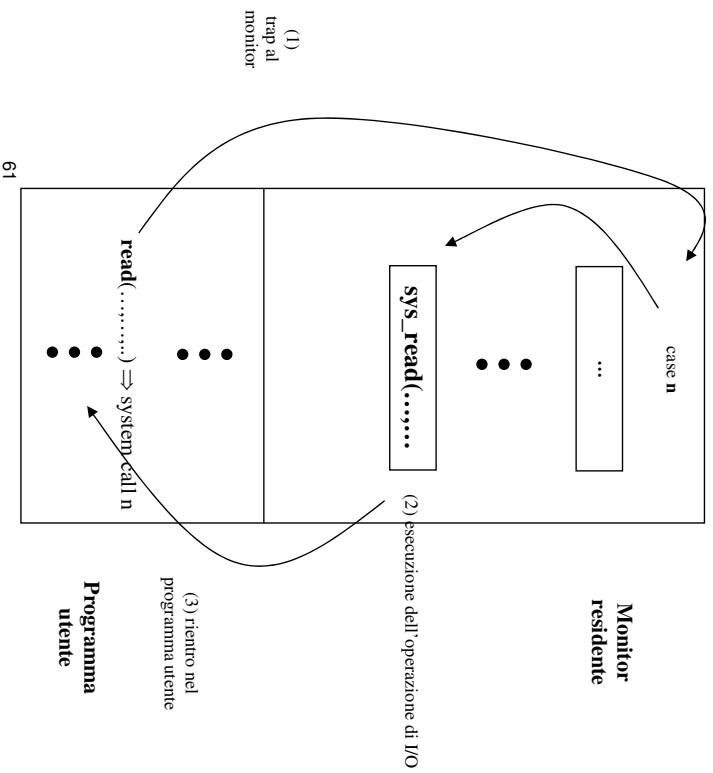 case n
...
Monitor
residente
(1)
trap al
monitor
sys_read(…,…
(2) esecuzione dell'operazione di I/O
(3) rientro nel
programma utente
read(…,…,..) ⇒ system call n
Programma
utente
61